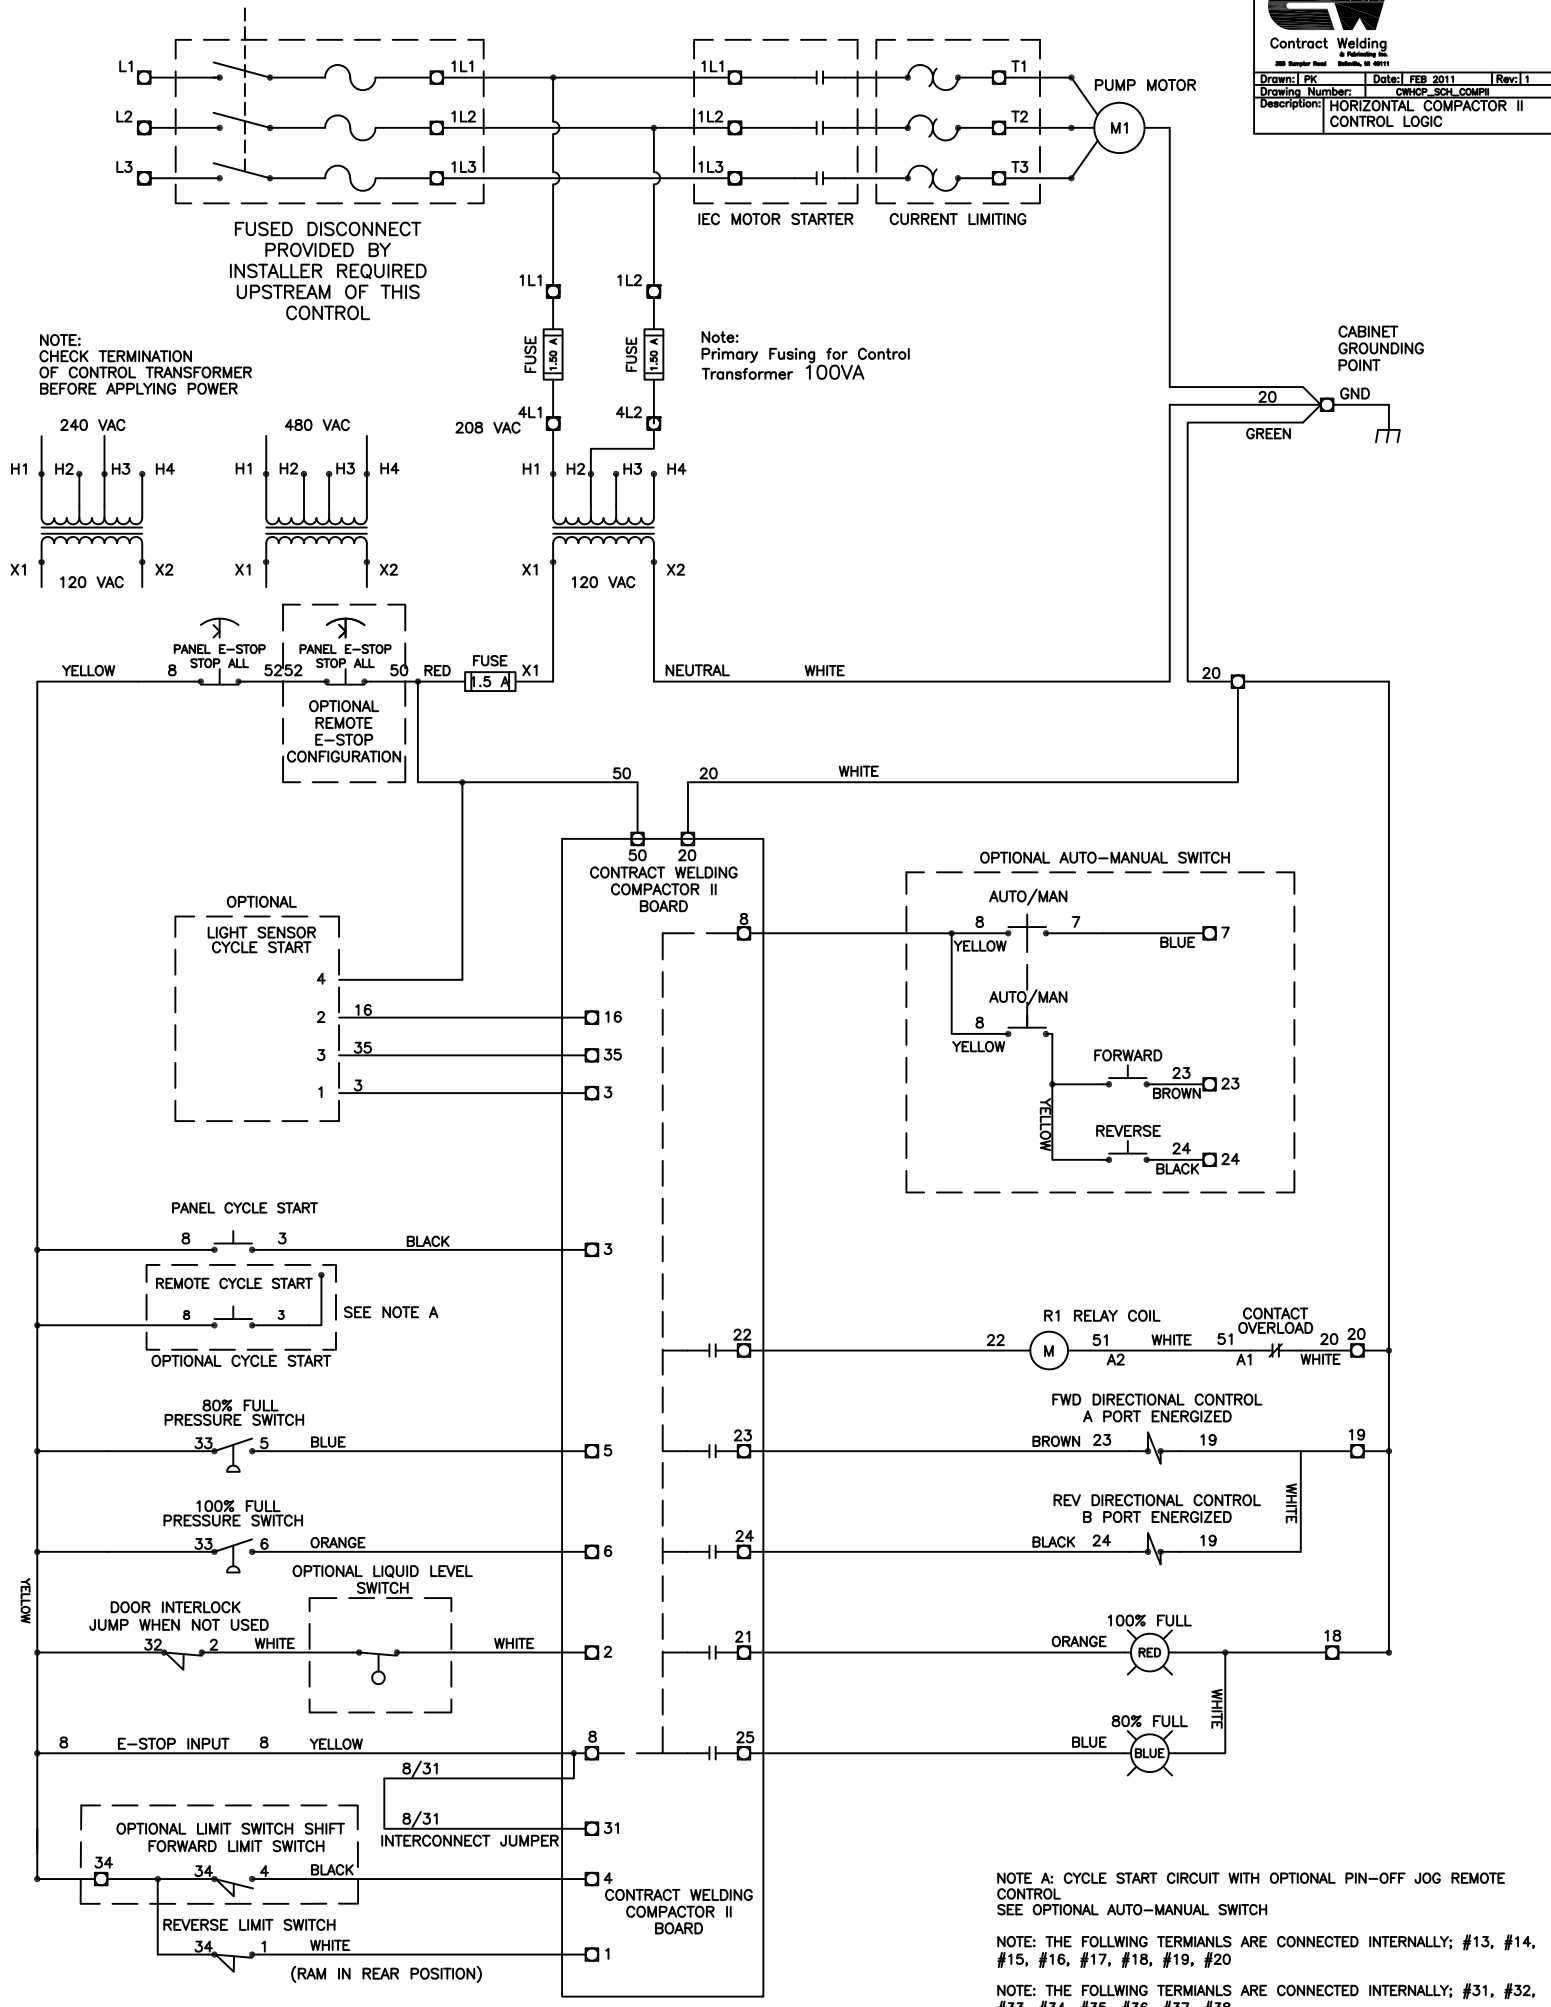 Contract Welding
& Fabricating Inc.
385 Sumpter Road Belleville, MI 48111
Drawn: PK Date: FEB 2011 Rev: 1
Drawing Number: CWHCP_SCH_COMPII
Description: HORIZONTAL COMPACTOR II
CONTROL LOGIC
L1 1L1 1L1 T1
PUMP MOTOR
L2 1L2 1L2 T2 M1
L3 1L3 1L3 T3
IEC MOTOR STARTER CURRENT LIMITING
FUSED DISCONNECT
PROVIDED BY
INSTALLER REQUIRED
UPSTREAM OF THIS
CONTROL
1L1 1L2
FUSE 1.50 A FUSE 1.50 A
Note:
Primary Fusing for Control
Transformer 100VA
CABINET
GROUNDING
POINT
NOTE:
CHECK TERMINATION
OF CONTROL TRANSFORMER
BEFORE APPLYING POWER
20 GND
GREEN
240 VAC 480 VAC 208 VAC 4L1 4L2
H1 H2 H3 H4 H1 H2 H3 H4 H1 H2 H3 H4
X1 120 VAC X2 X1 X2 X1 120 VAC X2
PANEL E-STOP
STOP ALL
PANEL E-STOP
STOP ALL
YELLOW 8 52 52 50 RED FUSE 1.5 A X1 NEUTRAL WHITE 20
OPTIONAL
REMOTE
E-STOP
CONFIGURATION
50 20 WHITE
50 20
CONTRACT WELDING
COMPACTOR II
BOARD
OPTIONAL AUTO-MANUAL SWITCH
AUTO/MAN
8 8 7 7
YELLOW BLUE
AUTO/MAN
8
YELLOW
FORWARD
23 23
BROWN
YELLOW
REVERSE
24 24
BLACK
OPTIONAL
LIGHT SENSOR
CYCLE START
4
2 16 16
3 35 35
1 3 3
PANEL CYCLE START
8 3 BLACK 3
REMOTE CYCLE START
8 3
SEE NOTE A
OPTIONAL CYCLE START
R1 RELAY COIL CONTACT
OVERLOAD
22 22 M 51 WHITE 51 20 20
A2 A1 WHITE
80% FULL
PRESSURE SWITCH
33 5 BLUE 5
FWD DIRECTIONAL CONTROL
A PORT ENERGIZED
23 BROWN 23 19 19
100% FULL
PRESSURE SWITCH
33 6 ORANGE 6
REV DIRECTIONAL CONTROL
B PORT ENERGIZED
24 BLACK 24 19
WHITE
OPTIONAL LIQUID LEVEL
SWITCH
YELLOW
DOOR INTERLOCK
JUMP WHEN NOT USED
32 2 WHITE WHITE 2
100% FULL
21 ORANGE RED 18
WHITE
80% FULL
8 E-STOP INPUT 8 YELLOW 8
25 BLUE BLUE
8/31
8/31 31
INTERCONNECT JUMPER
OPTIONAL LIMIT SWITCH SHIFT
FORWARD LIMIT SWITCH
34 34 4 BLACK 4
CONTRACT WELDING
COMPACTOR II
BOARD
REVERSE LIMIT SWITCH
34 1 WHITE 1
(RAM IN REAR POSITION)
NOTE A: CYCLE START CIRCUIT WITH OPTIONAL PIN-OFF JOG REMOTE
CONTROL
SEE OPTIONAL AUTO-MANUAL SWITCH
NOTE: THE FOLLWING TERMIANLS ARE CONNECTED INTERNALLY; #13, #14,
#15, #16, #17, #18, #19, #20
NOTE: THE FOLLWING TERMIANLS ARE CONNECTED INTERNALLY; #31, #32,
#33, #34, #35, #36, #37, #38